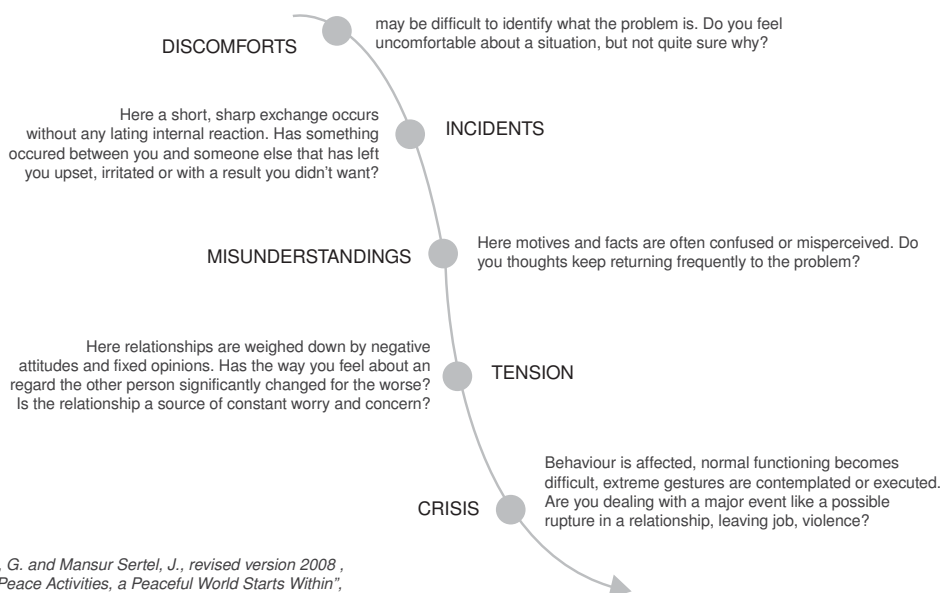 DISCOMFORTS
may be difficult to identify what the problem is. Do you feel
uncomfortable about a situation, but not quite sure why?
Here a short, sharp exchange occurs
without any lating internal reaction. Has something
occured between you and someone else that has left
you upset, irritated or with a result you didn’t want?
INCIDENTS
MISUNDERSTANDINGS
Here motives and facts are often confused or misperceived. Do
you thoughts keep returning frequently to the problem?
Here relationships are weighed down by negative
attitudes and fixed opinions. Has the way you feel about an
regard the other person significantly changed for the worse?
Is the relationship a source of constant worry and concern?
TENSION
CRISIS
Behaviour is affected, normal functioning becomes
difficult, extreme gestures are contemplated or executed.
Are you dealing with a major event like a possible
rupture in a relationship, leaving job, violence?
, G. and Mansur Sertel, J., revised version 2008 ,
Peace Activities, a Peaceful World Starts Within”,